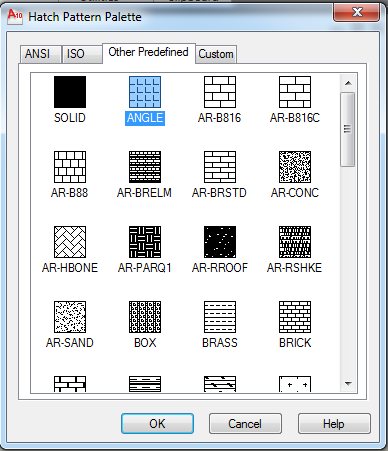 A10 Hatch Pattern Palette
ANSI ISO Other Predefined Custom
SOLID ANGLE AR-B816 AR-B816C
AR-B88 AR-BRELM AR-BRSTD AR-CONC
AR-HBONE AR-PARQ1 AR-RROOF AR-RSHKE
AR-SAND BOX BRASS BRICK
OK Cancel Help